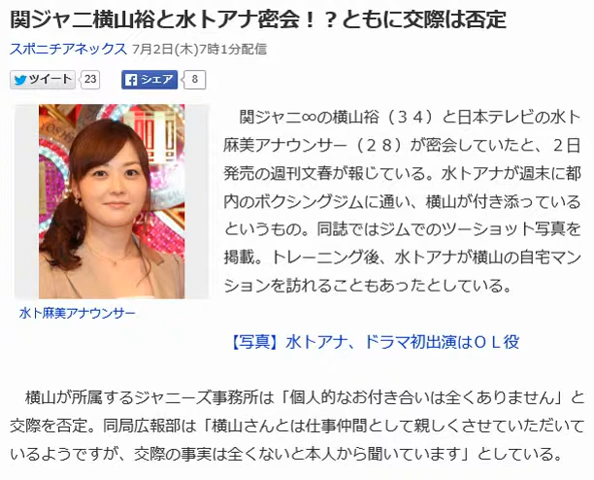 関ジャニ横山裕と水トアナ密会！？ともに交際は否定
スポニチアネックス 7月2日(木)7時1分配信
ツイート 23 シェア 8
関ジャニ∞の横山裕（３４）と日本テレビの水ト
麻美アナウンサー（２８）が密会していたと、２日
発売の週刊文春が報じている。水トアナが週末に都
内のボクシングジムに通い、横山が付き添っている
というもの。同誌ではジムでのツーショット写真を
掲載。トレーニング後、水トアナが横山の自宅マン
ションを訪れることもあったとしている。
水ト麻美アナウンサー
【写真】水トアナ、ドラマ初出演はＯＬ役
横山が所属するジャニーズ事務所は「個人的なお付き合いは全くありません」と
交際を否定。同局広報部は「横山さんとは仕事仲間として親しくさせていただいて
いるようですが、交際の事実は全くないと本人から聞いています」としている。